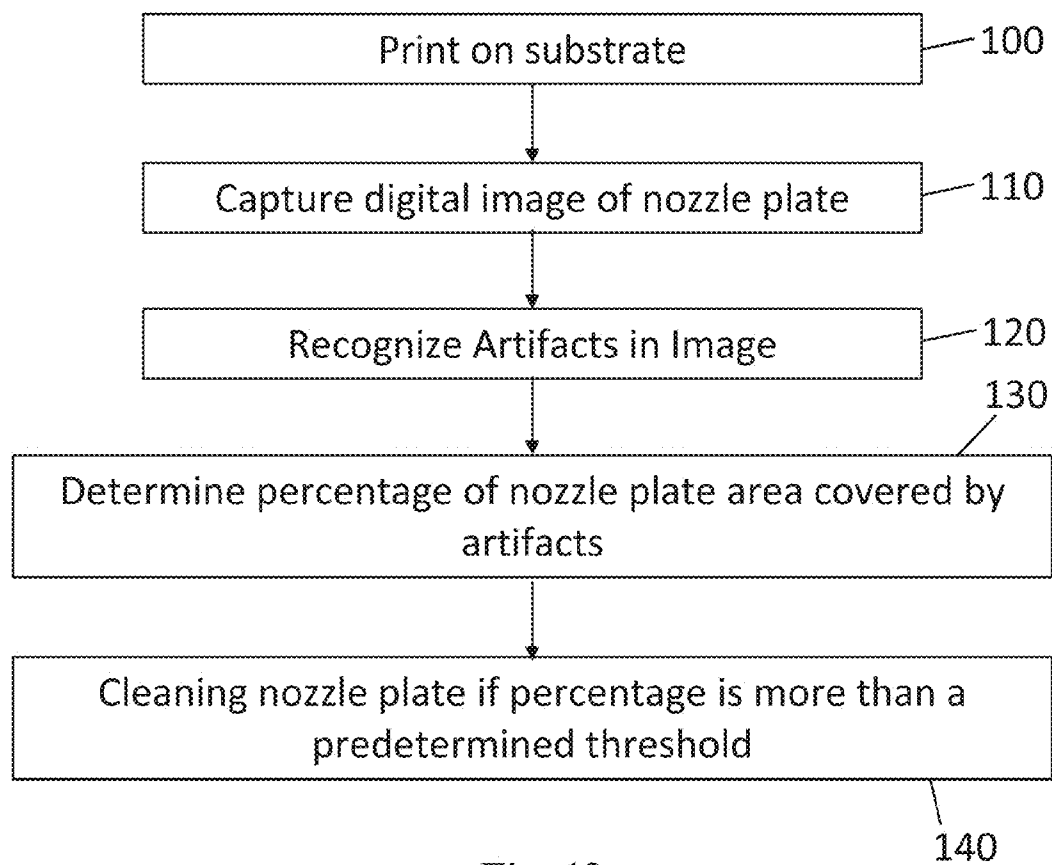 Print on substrate
100
Capture digital image of nozzle plate
110
Recognize Artifacts in Image
120
130
Determine percentage of nozzle plate area covered by
artifacts
Cleaning nozzle plate if percentage is more than a
predetermined threshold
140